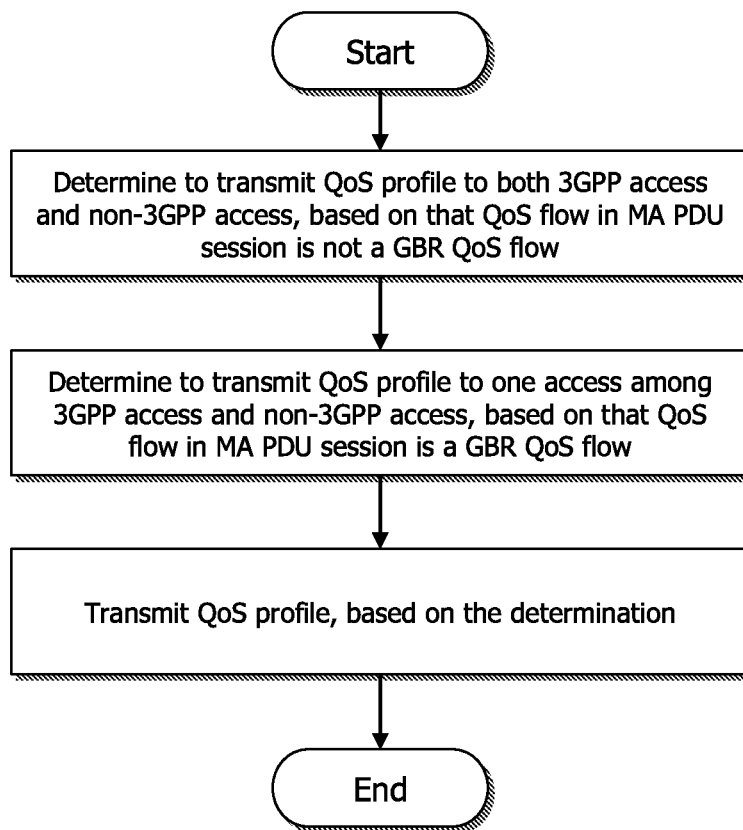 Start
Determine to transmit QoS profile to both 3GPP access
and non-3GPP access, based on that QoS flow in MA PDU
session is not a GBR QoS flow
Determine to transmit QoS profile to one access among
3GPP access and non-3GPP access, based on that QoS
flow in MA PDU session is a GBR QoS flow
Transmit QoS profile, based on the determination
End